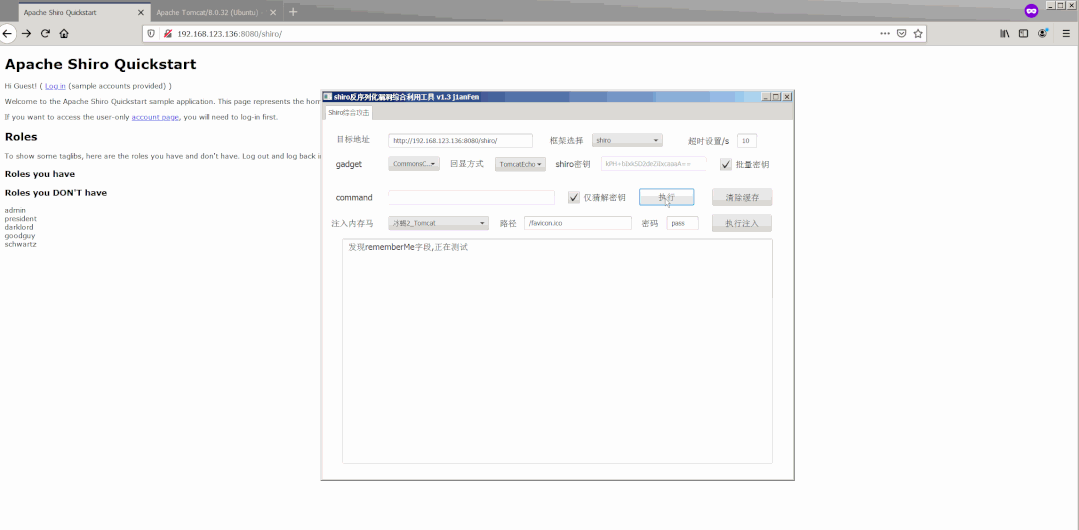 Apache Shiro Quickstart
Apache Tomcat/8.0.32 (Ubuntu) -
192.168.123.136:8080/shiro/
Apache Shiro Quickstart
Hi Guest! ( Log in (sample accounts provided) )
Welcome to the Apache Shiro Quickstart sample application. This page represents the hom
If you want to access the user-only account page, you will need to log-in first.
Roles
To show some taglibs, here are the roles you have and don't have. Log out and log back i
Roles you have
Roles you DON'T have
admin
president
darklord
goodguy
schwartz
shiro反序列化漏洞综合利用工具 v1.3 J1anFen
Shiro综合攻击
目标地址 http://192.168.123.136:8080/shiro/ 框架选择 shiro 超时设置/s 10
gadget CommonsC... 回显方式 TomcatEcho shiro密钥 kPH+bIxk5D2deZiIxcaaaA== 批量密钥
command 仅猜解密钥 执行 清除缓存
注入内存马 冰蝎2_Tomcat 路径 /favicon.ico 密码 pass 执行注入
发现rememberMe字段,正在测试